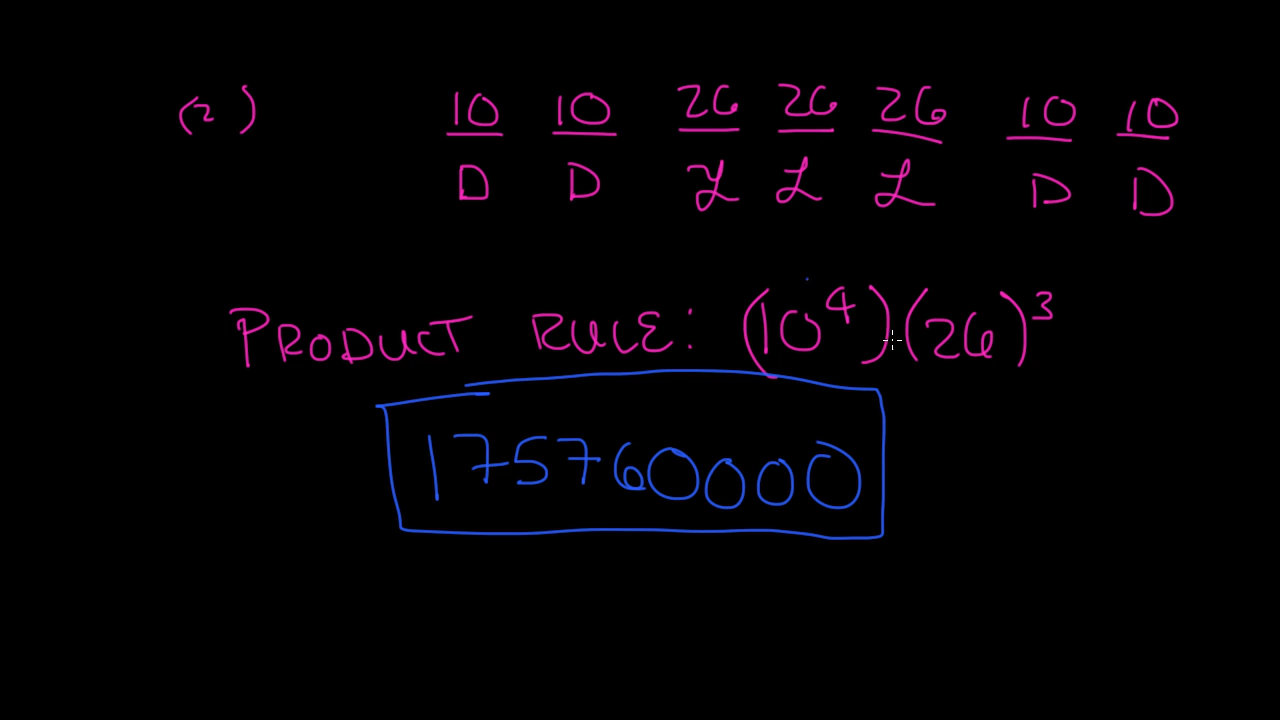 (2) 10 10 26 26 26 10 10
D D L L L D D
PRODUCT RULE: (10^4)(26)^3
175760000